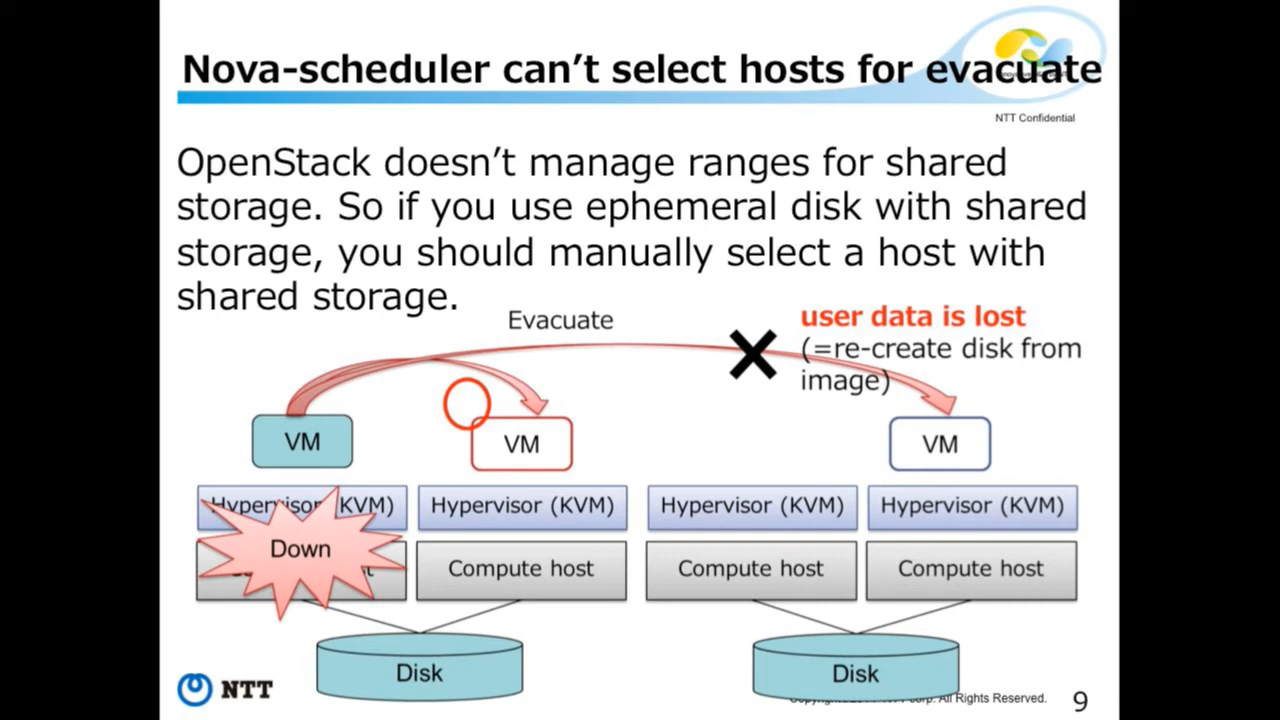 Nova-scheduler can't select hosts for evacuate
NTT Confidential
OpenStack doesn't manage ranges for shared
storage. So if you use ephemeral disk with shared
storage, you should manually select a host with
shared storage.
Evacuate
user data is lost
(=re-create disk from
image)
VM
VM
VM
Hypervisor (KVM)
Hypervisor (KVM)
Hypervisor (KVM)
Hypervisor (KVM)
Down
Compute host
Compute host
Compute host
Disk
Disk
NTT
corp. All Rights Reserved.
9